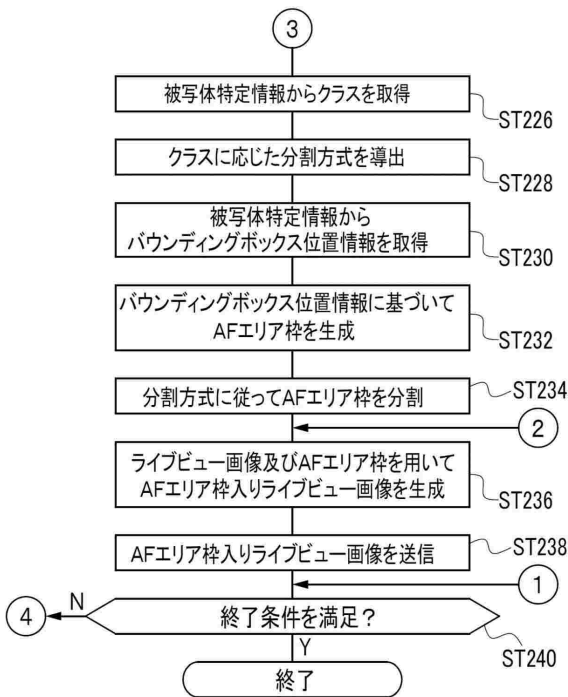 ③
被写体特定情報からクラスを取得
ST226
クラスに応じた分割方式を導出
ST228
被写体特定情報から
バウンディングボックス位置情報を取得
ST230
バウンディングボックス位置情報に基づいて
AFエリア枠を生成
ST232
分割方式に従ってAFエリア枠を分割
ST234
②
ライブビュー画像及びAFエリア枠を用いて
AFエリア枠入りライブビュー画像を生成
ST236
AFエリア枠入りライブビュー画像を送信
ST238
①
④
N
終了条件を満足?
ST240
Y
終了